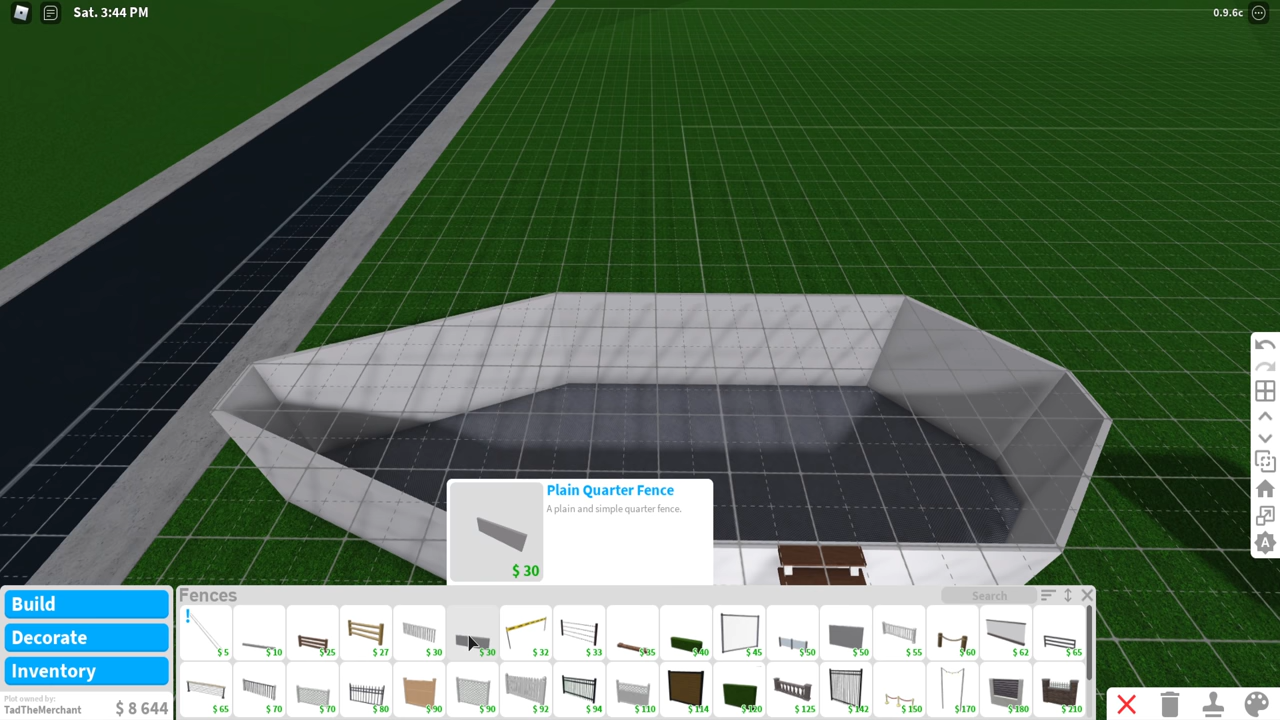 Sat. 3:44 PM
0.9.6c
Plain Quarter Fence
A plain and simple quarter fence.
$ 30
Build
Decorate
Inventory
Plot owned by:
TadTheMerchant
$ 8 644
Fences
Search
! $ 5 $ 10 $ 25 $ 27 $ 30 $ 30 $ 32 $ 33 $ 35 $ 40 $ 45 $ 50 $ 50 $ 55 $ 60 $ 62 $ 65
$ 65 $ 70 $ 70 $ 80 $ 90 $ 90 $ 92 $ 94 $ 110 $ 114 $ 120 $ 125 $ 142 $ 150 $ 170 $ 180 $ 210
A